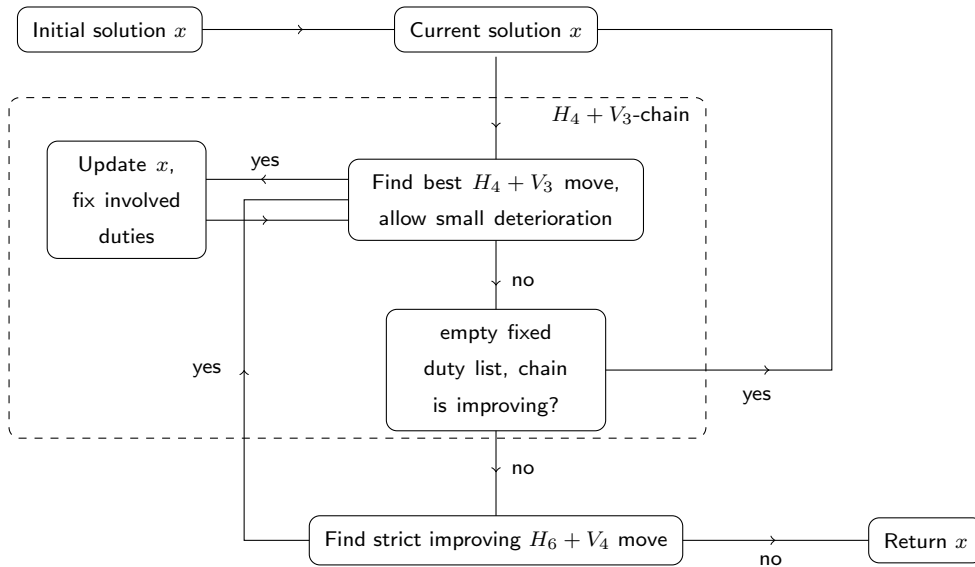 Initial solution x
Current solution x
H₄ + V₃-chain
Update x,
fix involved
duties
yes
Find best H₄ + V₃ move,
allow small deterioration
no
empty fixed
duty list, chain
is improving?
yes
yes
no
Find strict improving H₆ + V₄ move
no
Return x